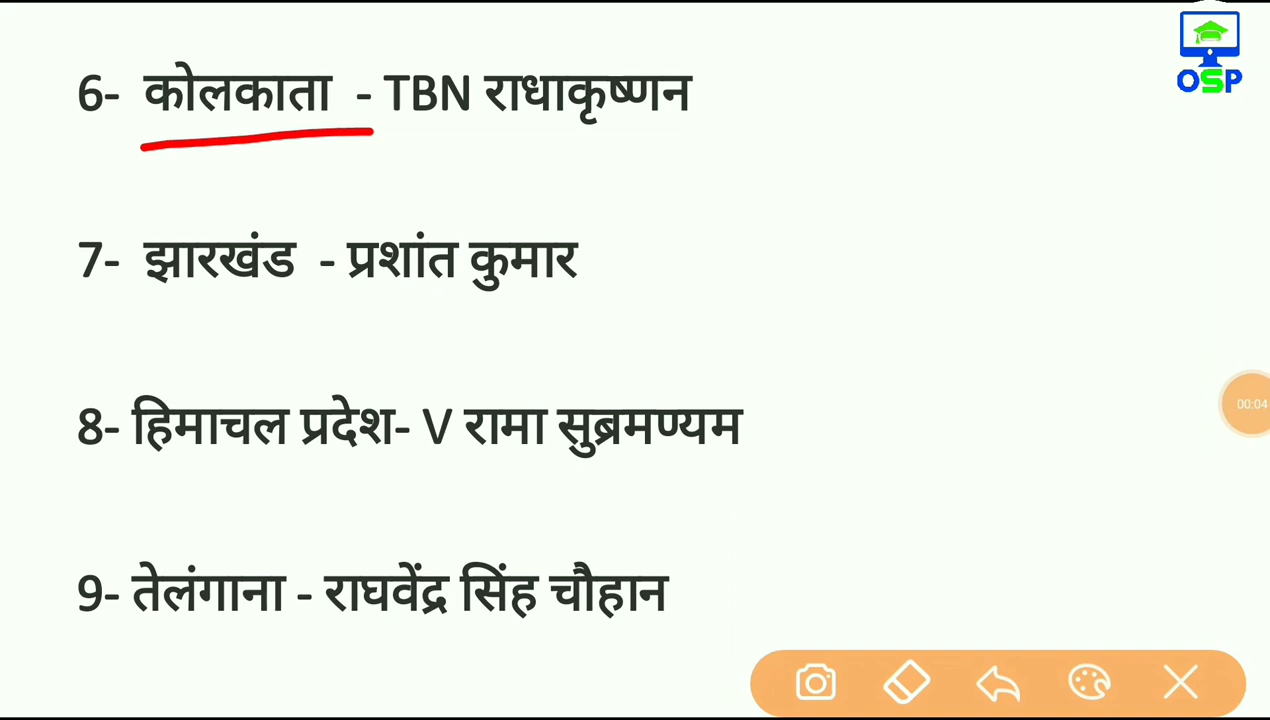 OSP
6- कोलकाता - TBN राधाकृष्णन
7- झारखंड - प्रशांत कुमार
8- हिमाचल प्रदेश- V रामा सुब्रमण्यम
00:04
9- तेलंगाना - राघवेंद्र सिंह चौहान